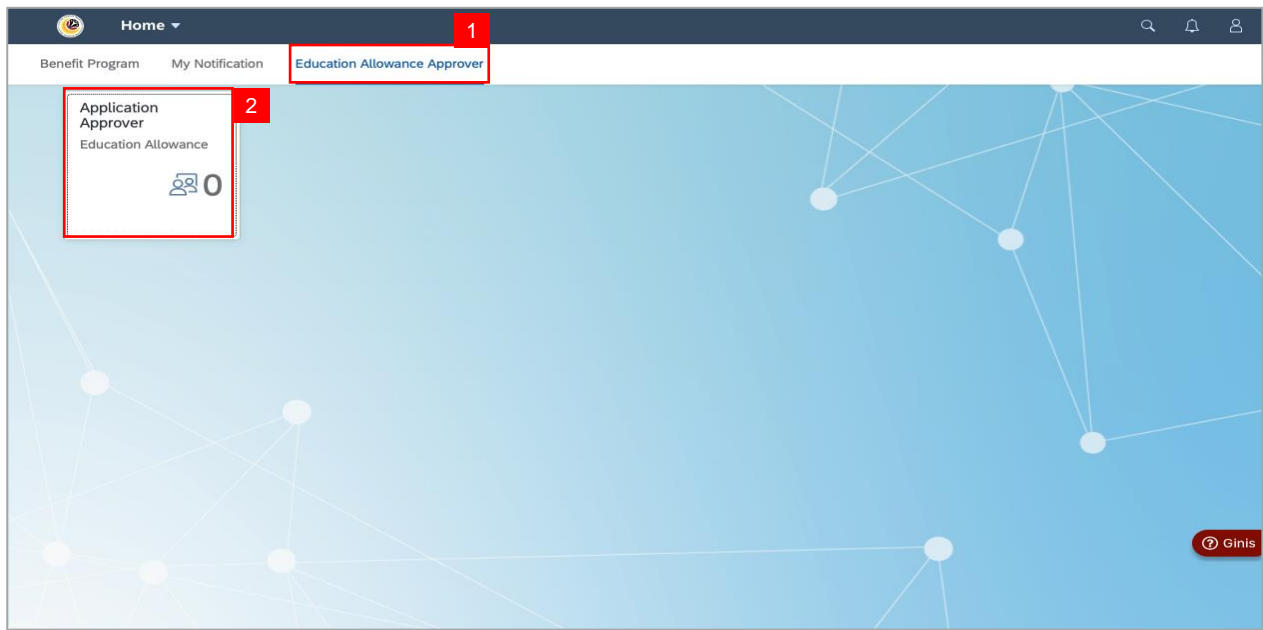 Home
1
Benefit Program My Notification Education Allowance Approver
2
Application
Approver
Education Allowance
0
Ginis